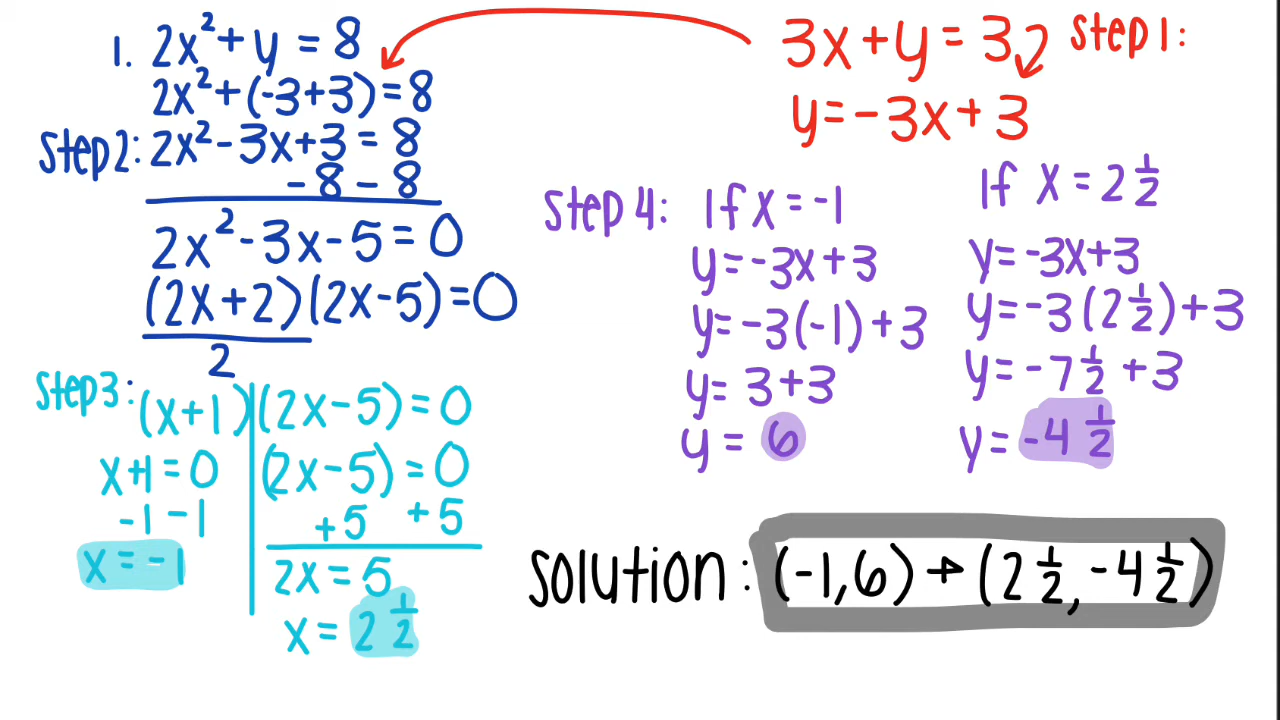 1. 2x² + y = 8
2x² + (-3+3) = 8
Step 2: 2x² - 3x + 3 = 8
- 8 - 8
2x² - 3x - 5 = 0
(2x+2)(2x-5) = 0
2
Step 3: (x+1)(2x-5) = 0
x+1 = 0
-1 -1
x = -1
(2x-5) = 0
+5 +5
2x = 5
x = 2 1/2
3x + y = 3 Step 1:
y = -3x + 3
Step 4: If x = -1
y = -3x + 3
y = -3(-1) + 3
y = 3 + 3
y = 6
If x = 2 1/2
y = -3x + 3
y = -3(2 1/2) + 3
y = -7 1/2 + 3
y = -4 1/2
Solution: (-1,6) → (2 1/2, -4 1/2)